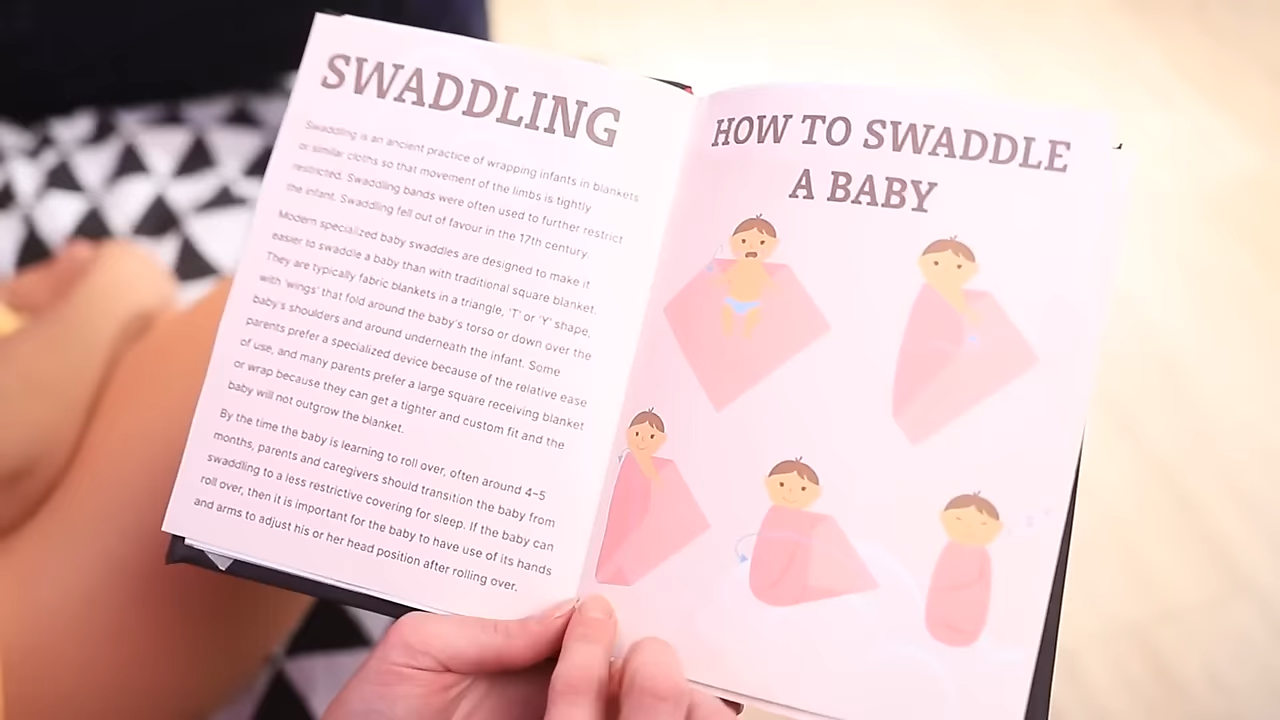 SWADDLING
Swaddling is an ancient practice of wrapping infants in blankets
or similar cloths so that movement of the limbs is tightly
restricted. Swaddling bands were often used to further restrict
the infant. Swaddling fell out of favour in the 17th century.
Modern specialized baby swaddles are designed to make it
easier to swaddle a baby than with traditional square blanket.
They are typically fabric blankets in a triangle, 'T' or 'Y' shape,
with 'wings' that fold around the baby's torso or down over the
baby's shoulders and around underneath the infant. Some
parents prefer a specialized device because of the relative ease
of use, and many parents prefer a large square receiving blanket
or wrap because they can get a tighter and custom fit and the
baby will not outgrow the blanket.
By the time the baby is learning to roll over, often around 4–5
months, parents and caregivers should transition the baby from
swaddling to a less restrictive covering for sleep. If the baby can
roll over, then it is important for the baby to have use of its hands
and arms to adjust his or her head position after rolling over.
HOW TO SWADDLE
A BABY